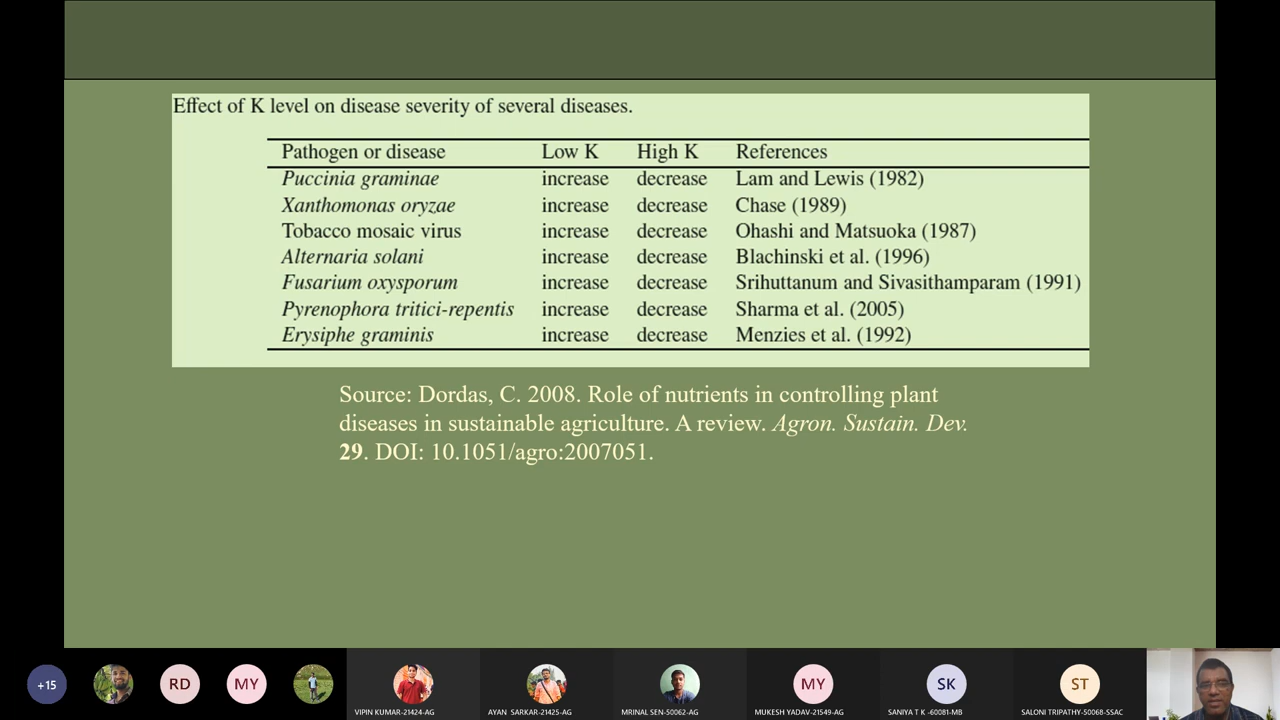 Effect of K level on disease severity of several diseases.
Pathogen or disease Low K High K References
Puccinia graminae increase decrease Lam and Lewis (1982)
Xanthomonas oryzae increase decrease Chase (1989)
Tobacco mosaic virus increase decrease Ohashi and Matsuoka (1987)
Alternaria solani increase decrease Blachinski et al. (1996)
Fusarium oxysporum increase decrease Srihuttanum and Sivasithamparam (1991)
Pyrenophora tritici-repentis increase decrease Sharma et al. (2005)
Erysiphe graminis increase decrease Menzies et al. (1992)
Source: Dordas, C. 2008. Role of nutrients in controlling plant
diseases in sustainable agriculture. A review. Agron. Sustain. Dev.
29. DOI: 10.1051/agro:2007051.
+15 RD MY MY SK ST
VIPIN KUMAR-21424-AG AYAN SARKAR-21425-AG MRINAL SEN-50062-AG MUKESH YADAV-21549-AG SANIYA T K -60081-MB SALONI TRIPATHY-50068-SSAC